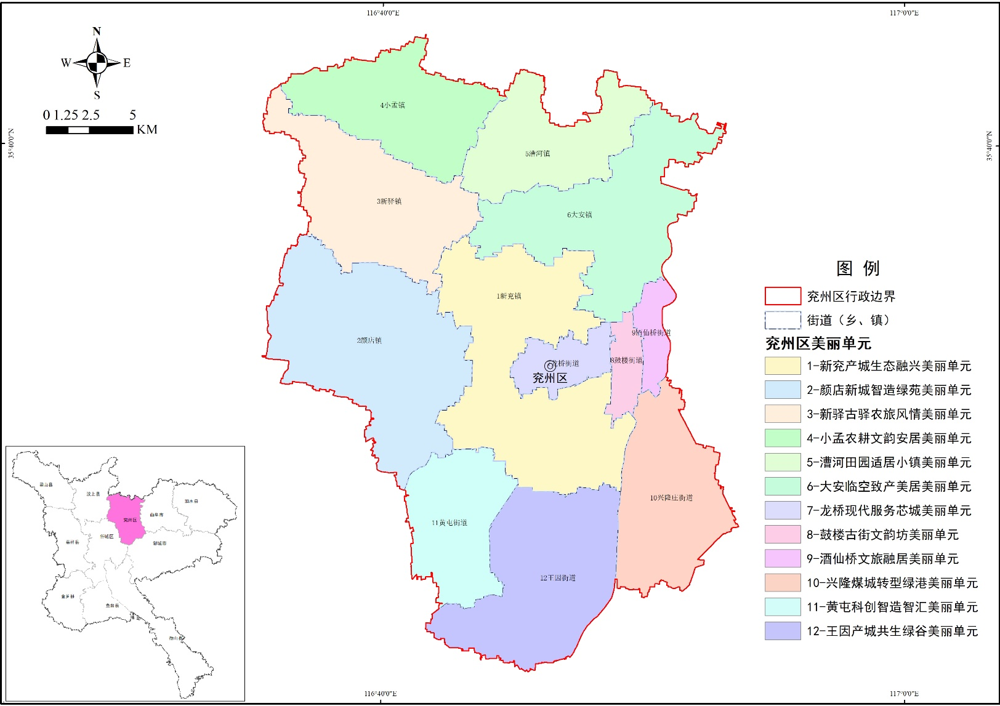 116°40'0"E
117°0'0"E
N
W
E
S
0 1.25 2.5 5
KM
35°40'0"N
35°40'0"N
4小孟镇
5漕河镇
3新驿镇
6大安镇
1新兖镇
2颜店镇
9酒仙桥街道
8鼓楼街道
7龙桥街道
兖州区
10兴隆庄街道
11黄屯街道
12王因街道
图 例
兖州区行政边界
街道（乡、镇）
兖州区美丽单元
1-新兖产城生态融兴美丽单元
2-颜店新城智造绿苑美丽单元
3-新驿古驿农旅风情美丽单元
4-小孟农耕文韵安居美丽单元
5-漕河田园适居小镇美丽单元
6-大安临空致产美居美丽单元
7-龙桥现代服务芯城美丽单元
8-鼓楼古街文韵坊美丽单元
9-酒仙桥文旅融居美丽单元
10-兴隆煤城转型绿港美丽单元
11-黄屯科创智造智汇美丽单元
12-王因产城共生绿谷美丽单元
梁山县
汶上县
兖州区
曲阜市
泗水县
嘉祥县
任城区
邹城市
金乡县
鱼台县
微山县
116°40'0"E
117°0'0"E